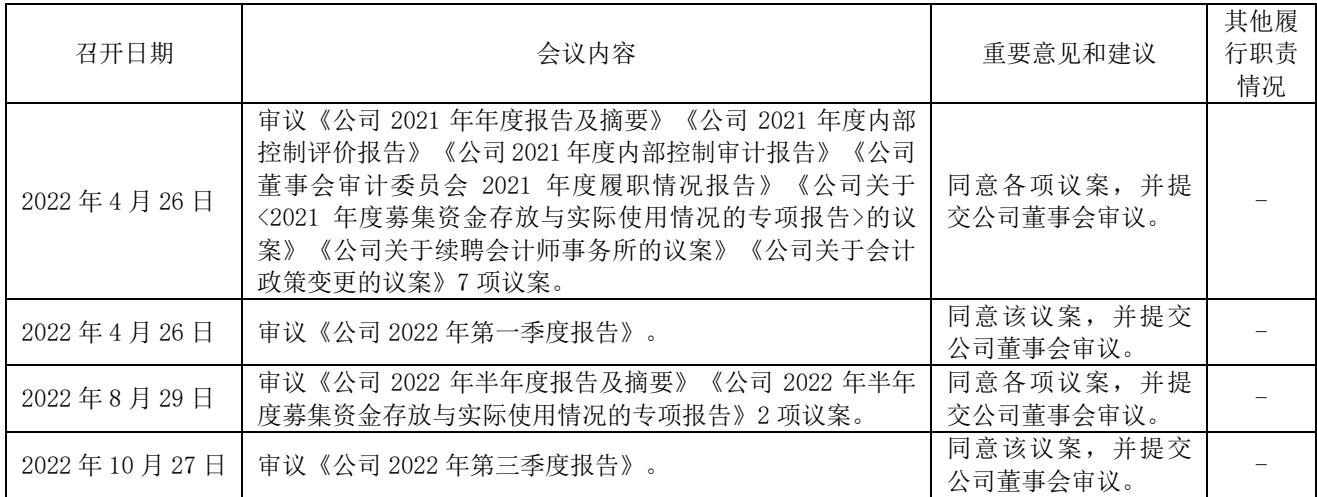 召开日期
会议内容
重要意见和建议
其他履
行职责
情况
2022 年 4 月 26 日
审议《公司 2021 年年度报告及摘要》《公司 2021 年度内部
控制评价报告》《公司 2021 年度内部控制审计报告》《公司
董事会审计委员会 2021 年度履职情况报告》《公司关于
<2021 年度募集资金存放与实际使用情况的专项报告>的议
案》《公司关于续聘会计师事务所的议案》《公司关于会计
政策变更的议案》7 项议案。
同意各项议案，并提
交公司董事会审议。
–
2022 年 4 月 26 日
审议《公司 2022 年第一季度报告》。
同意该议案，并提交
公司董事会审议。
–
2022 年 8 月 29 日
审议《公司 2022 年半年度报告及摘要》《公司 2022 年半年
度募集资金存放与实际使用情况的专项报告》2 项议案。
同意各项议案，并提
交公司董事会审议。
–
2022 年 10 月 27 日
审议《公司 2022 年第三季度报告》。
同意该议案，并提交
公司董事会审议。
–